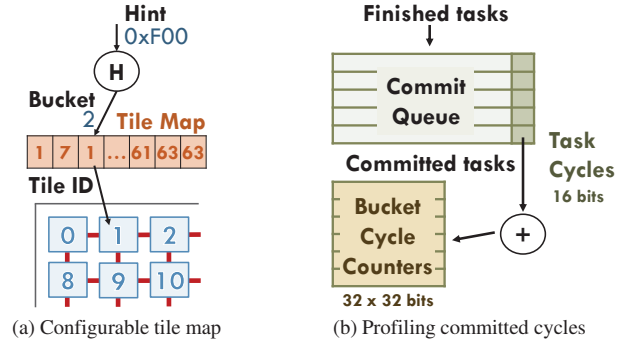 Hint
0xF00
H
Bucket
2
Tile Map
1 7 1 ... 61 63 63
Tile ID
0 1 2
8 9 10
(a) Configurable tile map
Finished tasks
Commit
Queue
Task
Cycles
16 bits
Committed tasks
Bucket
Cycle
Counters
+
32 x 32 bits
(b) Profiling committed cycles